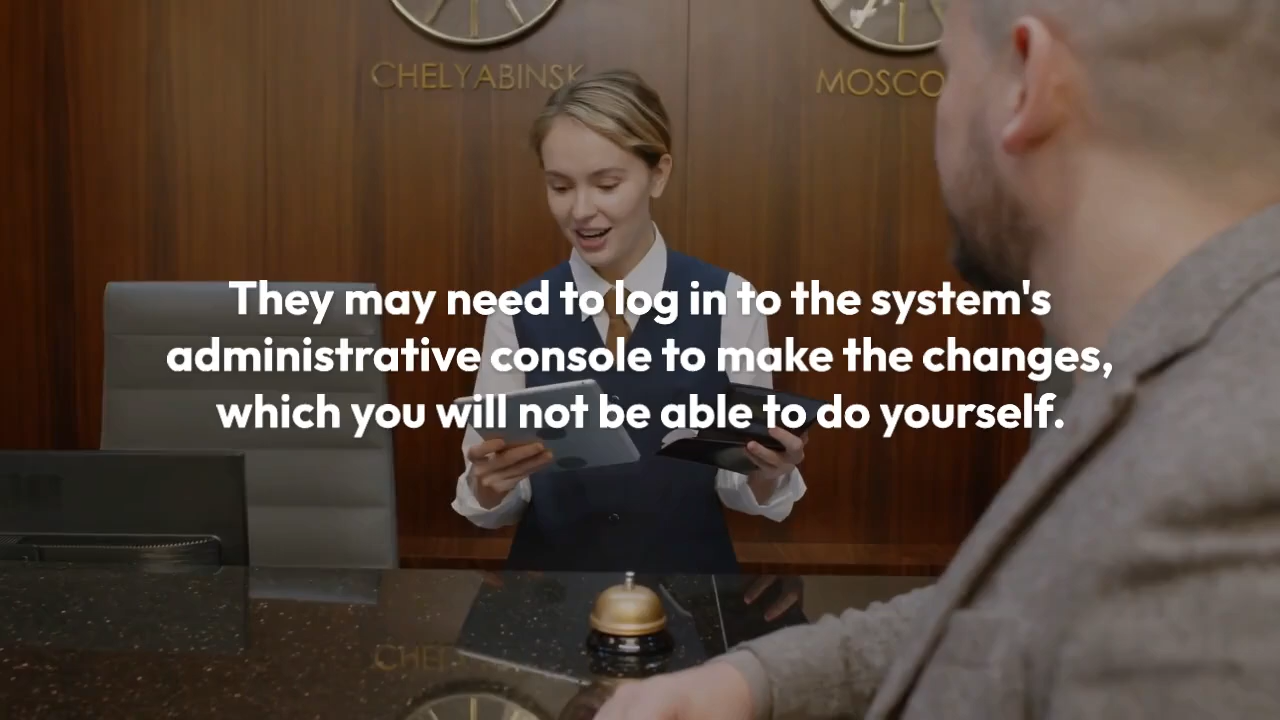 CHELYABINSK
They may need to log in to the system's
administrative console to make the changes,
which you will not be able to do yourself.